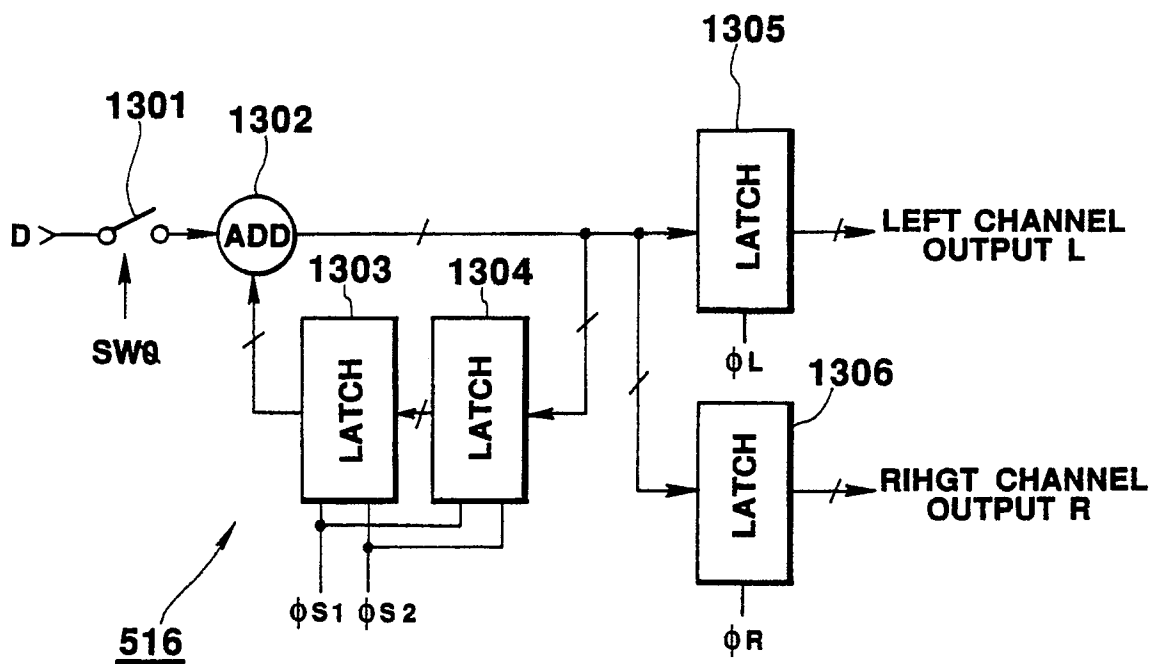 1305
1301
1302
D
ADD
LATCH
LEFT CHANNEL
OUTPUT L
1303
1304
SWQ
LATCH
LATCH
ϕL
1306
LATCH
RIHGT CHANNEL
OUTPUT R
ϕS1
ϕS2
ϕR
516